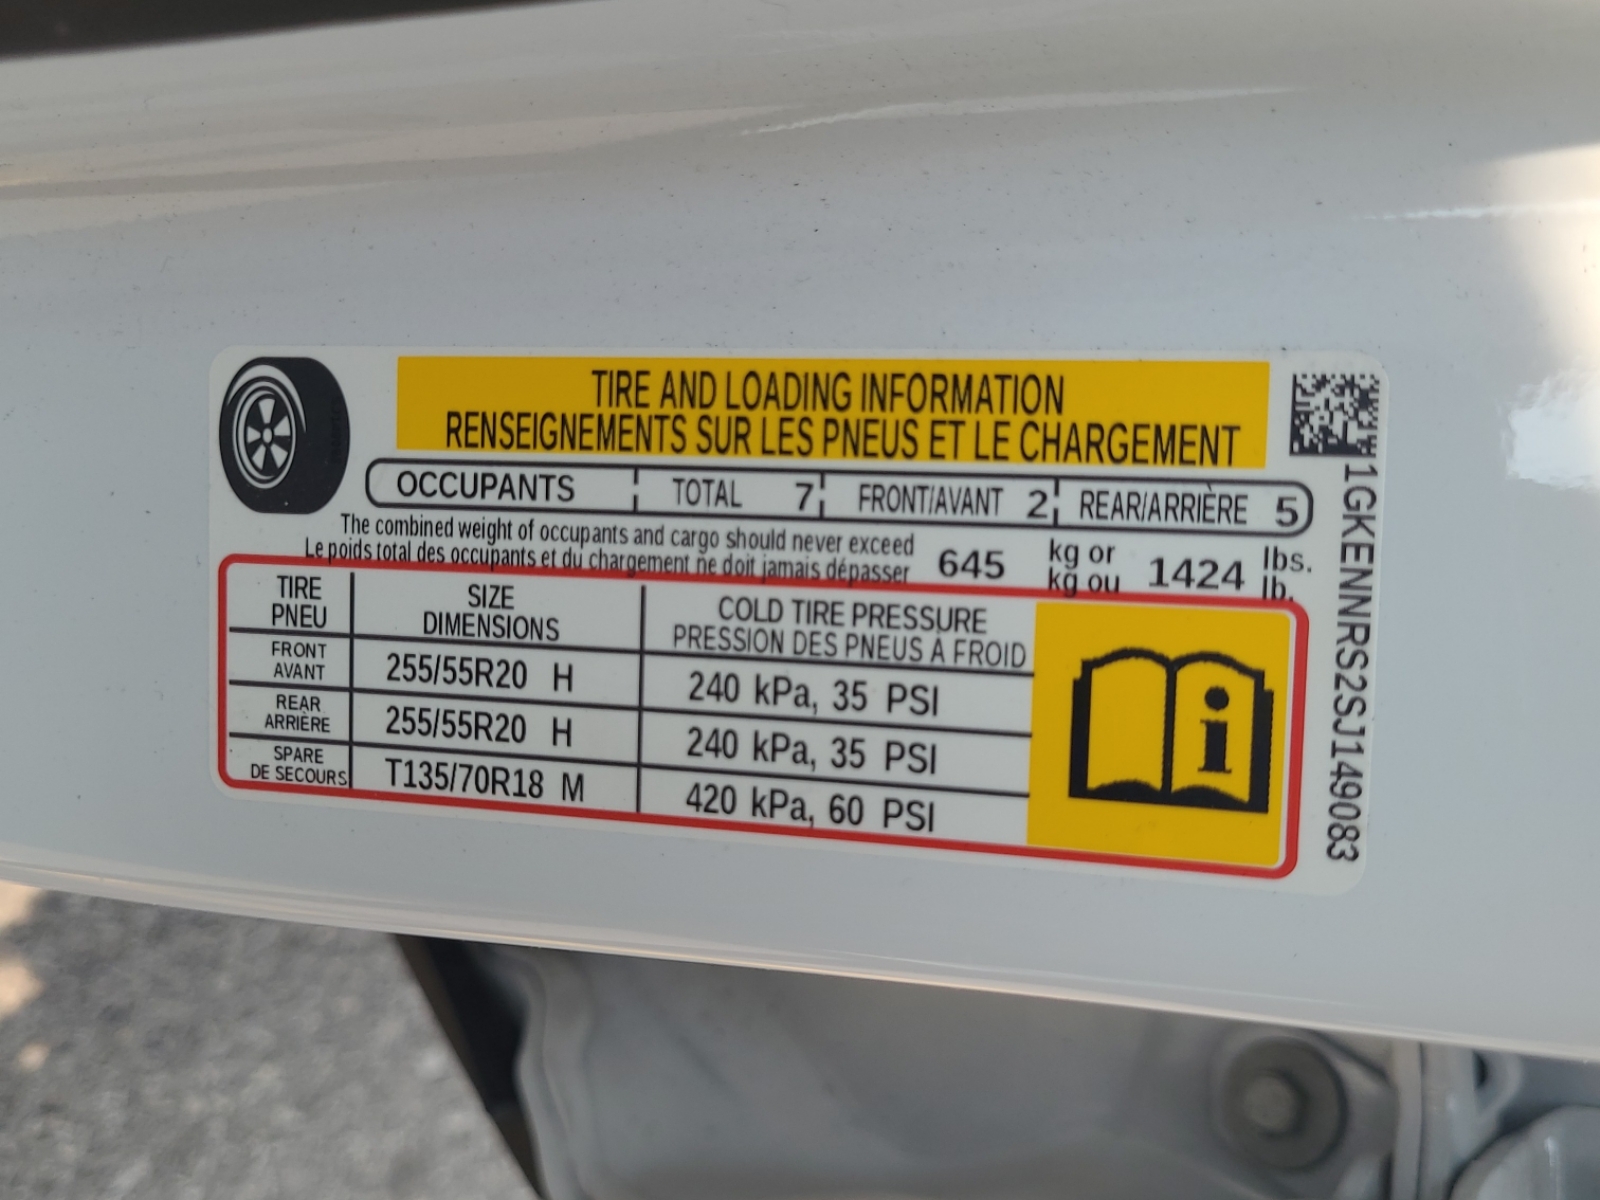 TIRE AND LOADING INFORMATION
RENSEIGNEMENTS SUR LES PNEUS ET LE CHARGEMENT
OCCUPANTS TOTAL 7 FRONT/AVANT 2 REAR/ARRIÈRE 5
The combined weight of occupants and cargo should never exceed 645 kg or 1424 lbs.
Le poids total des occupants et du chargement ne doit jamais dépasser kg ou lb.
TIRE SIZE COLD TIRE PRESSURE
PNEU DIMENSIONS PRESSION DES PNEUS À FROID
FRONT
AVANT 255/55R20 H 240 kPa, 35 PSI
REAR
ARRIÈRE 255/55R20 H 240 kPa, 35 PSI
SPARE
DE SECOURS T135/70R18 M 420 kPa, 60 PSI
i
1GKENNRS2SJ149083